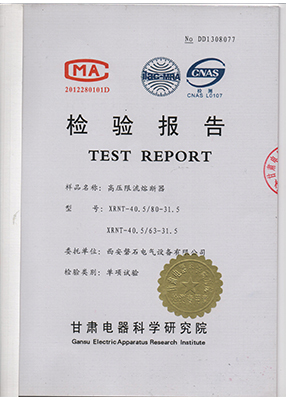 No DD1308077
MA
2012280101D
ilac-MRA
CNAS
检测
CNAS L0107
检验报告
TEST REPORT
样品名称：高压限流熔断器
型 号：XRNT-40.5/80-31.5
XRNT-40.5/63-31.5
委托单位：西安磐石电气设备有限公司
检验类别：单项试验
甘肃电器科学研究院
Gansu Electric Apparatus Research Institute